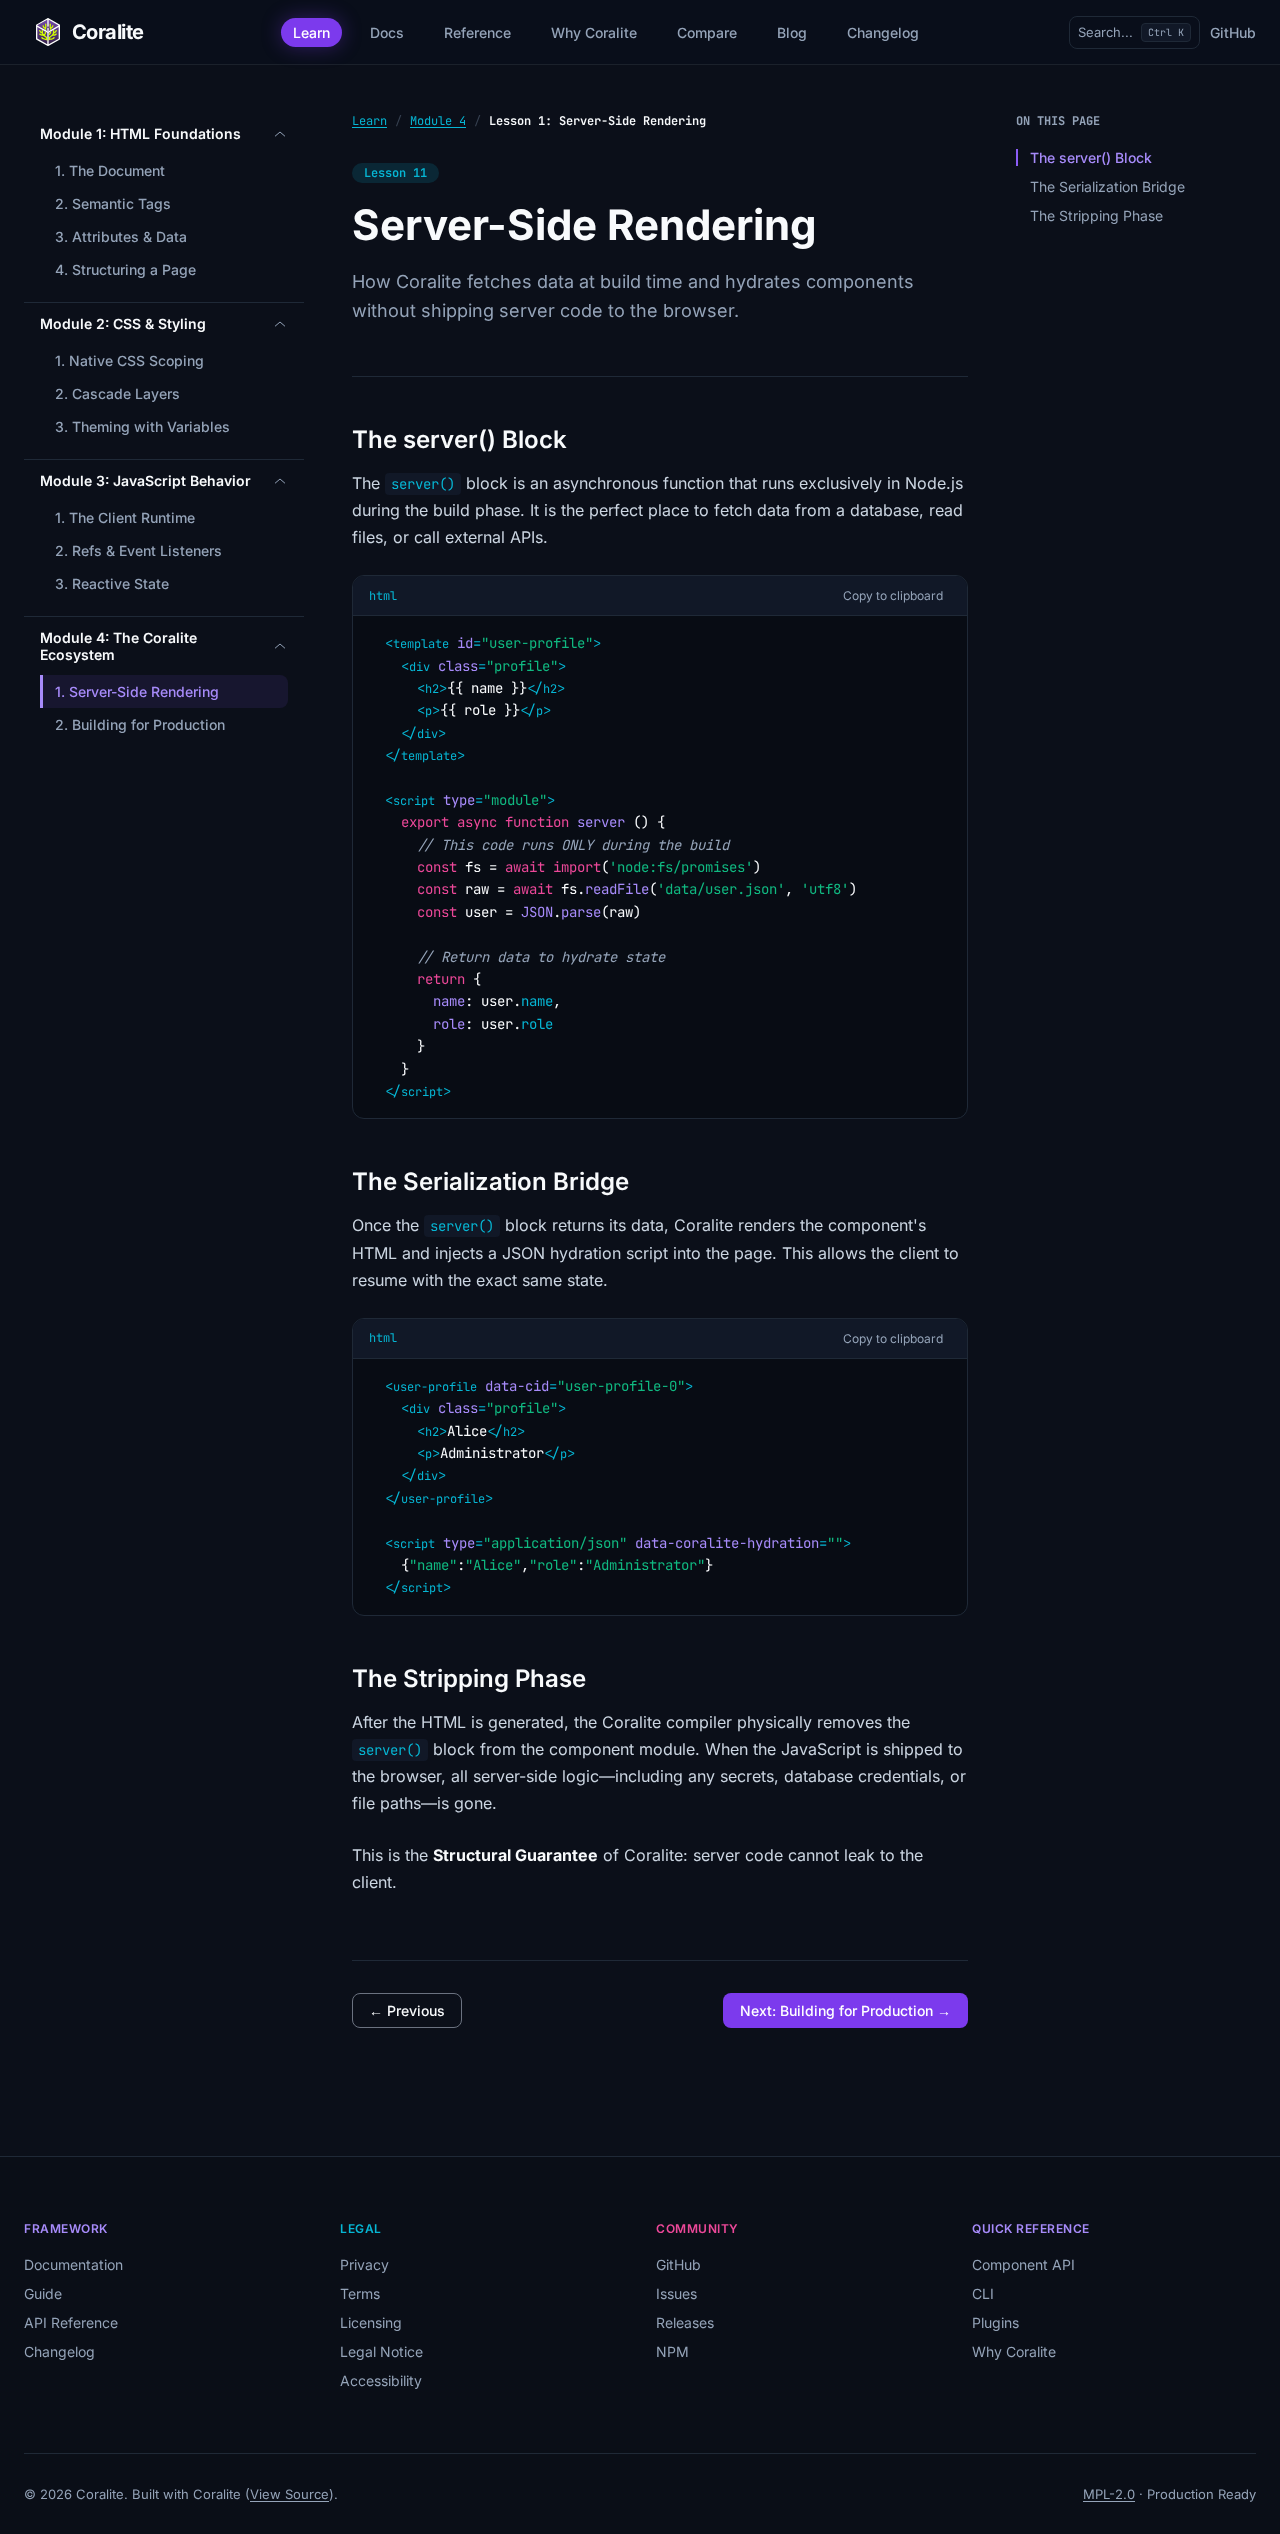 Coralite
Learn
Docs
Reference
Why Coralite
Compare
Blog
Changelog
Search...
Ctrl K
GitHub
Module 1: HTML Foundations
1. The Document
2. Semantic Tags
3. Attributes & Data
4. Structuring a Page
Module 2: CSS & Styling
1. Native CSS Scoping
2. Cascade Layers
3. Theming with Variables
Module 3: JavaScript Behavior
1. The Client Runtime
2. Refs & Event Listeners
3. Reactive State
Module 4: The Coralite
Ecosystem
1. Server-Side Rendering
2. Building for Production
Learn / Module 4 / Lesson 1: Server-Side Rendering
Lesson 11
Server-Side Rendering
How Coralite fetches data at build time and hydrates components
without shipping server code to the browser.
The server() Block
The server() block is an asynchronous function that runs exclusively in Node.js
during the build phase. It is the perfect place to fetch data from a database, read
files, or call external APIs.
html
Copy to clipboard
<template id="user-profile">
<div class="profile">
<h2>{{ name }}</h2>
<p>{{ role }}</p>
</div>
</template>
<script type="module">
export async function server () {
// This code runs ONLY during the build
const fs = await import('node:fs/promises')
const raw = await fs.readFile('data/user.json', 'utf8')
const user = JSON.parse(raw)
// Return data to hydrate state
return {
name: user.name,
role: user.role
}
}
</script>
The Serialization Bridge
Once the server() block returns its data, Coralite renders the component's
HTML and injects a JSON hydration script into the page. This allows the client to
resume with the exact same state.
html
Copy to clipboard
<user-profile data-cid="user-profile-0">
<div class="profile">
<h2>Alice</h2>
<p>Administrator</p>
</div>
</user-profile>
<script type="application/json" data-coralite-hydration="">
{"name":"Alice","role":"Administrator"}
</script>
The Stripping Phase
After the HTML is generated, the Coralite compiler physically removes the
server() block from the component module. When the JavaScript is shipped to
the browser, all server-side logic—including any secrets, database credentials, or
file paths—is gone.
This is the Structural Guarantee of Coralite: server code cannot leak to the
client.
← Previous
Next: Building for Production →
ON THIS PAGE
The server() Block
The Serialization Bridge
The Stripping Phase
FRAMEWORK
Documentation
Guide
API Reference
Changelog
LEGAL
Privacy
Terms
Licensing
Legal Notice
Accessibility
COMMUNITY
GitHub
Issues
Releases
NPM
QUICK REFERENCE
Component API
CLI
Plugins
Why Coralite
© 2026 Coralite. Built with Coralite (View Source).
MPL-2.0 · Production Ready